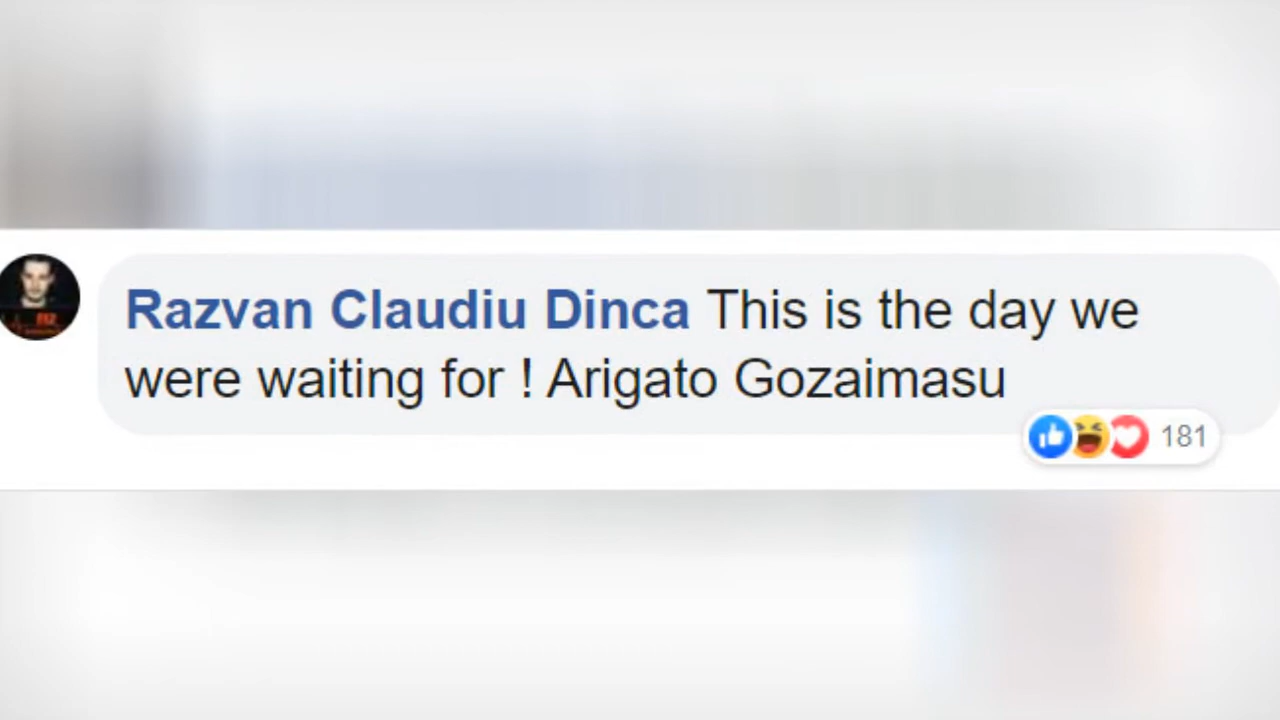 Razvan Claudiu Dinca This is the day we
were waiting for ! Arigato Gozaimasu
181